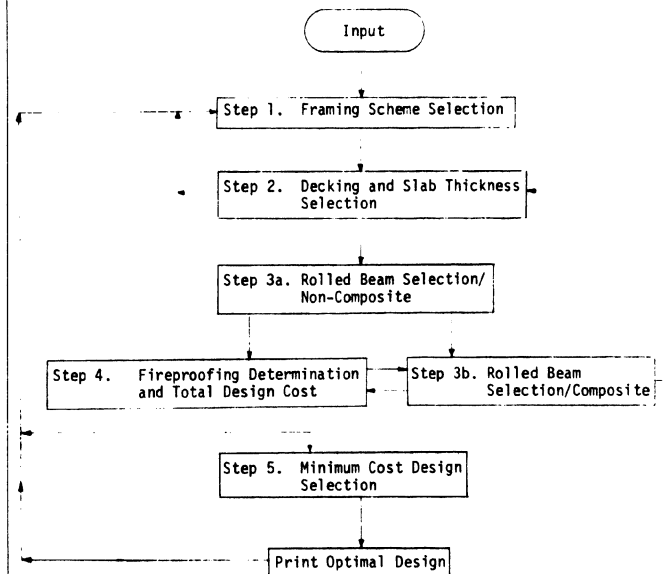 Input
Step 1. Framing Scheme Selection
Step 2. Decking and Slab Thickness
Selection
Step 3a. Rolled Beam Selection/
Non-Composite
Step 4. Fireproofing Determination
and Total Design Cost
Step 3b. Rolled Beam
Selection/Composite
Step 5. Minimum Cost Design
Selection
Print Optimal Design